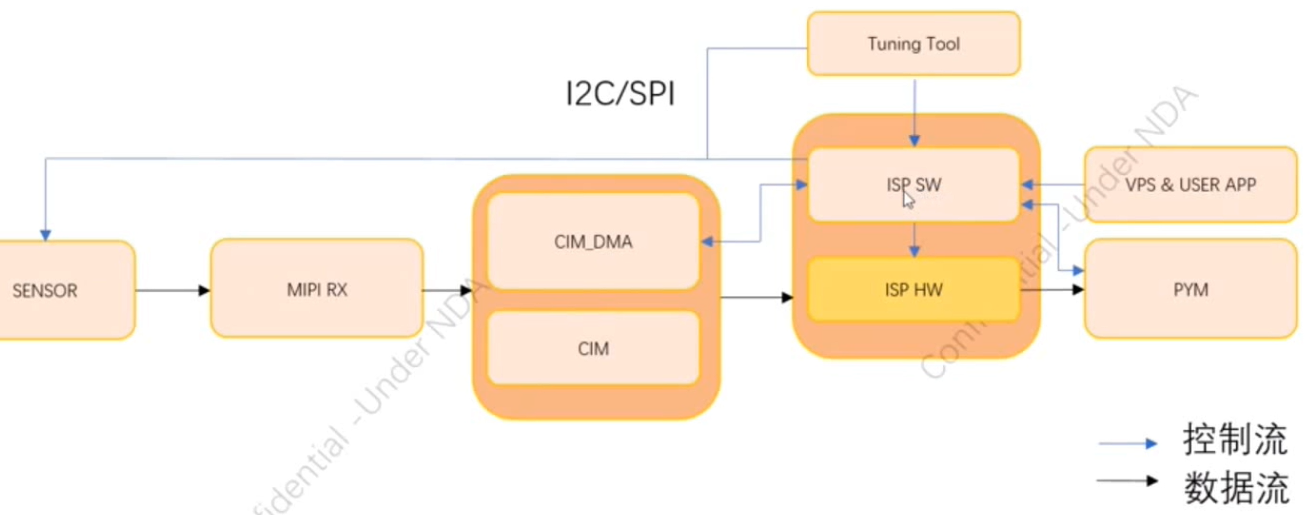 Tuning Tool
I2C/SPI
ISP SW
VPS & USER APP
CIM_DMA
SENSOR
MIPI RX
ISP HW
PYM
CIM
控制流
数据流
fidential -Under NDA
Confidential -Under NDA